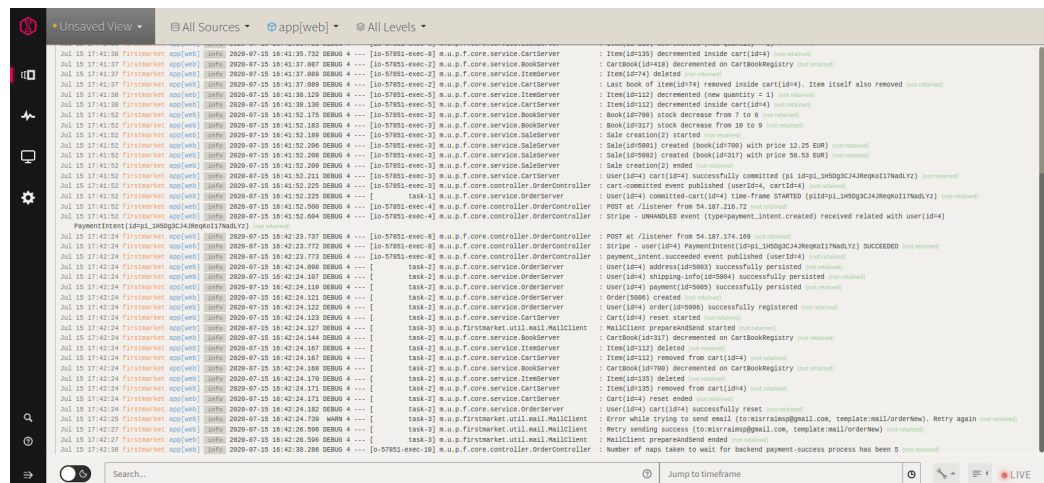 Unsaved View
All Sources
app[web]
All Levels
Jul 15 17:41:36 firstmarket app[web] info 2020-07-15 16:41:35.732 DEBUG 4 --- [io-57851-exec-6] m.u.p.f.core.service.CartServer : Item(id=135) decremented inside cart(id=4) (not retained)
Jul 15 17:41:37 firstmarket app[web] info 2020-07-15 16:41:37.087 DEBUG 4 --- [io-57851-exec-2] m.u.p.f.core.service.BookServer : CartBook(id=418) decremented on CartBookRegistry (not retained)
Jul 15 17:41:37 firstmarket app[web] info 2020-07-15 16:41:37.089 DEBUG 4 --- [io-57851-exec-2] m.u.p.f.core.service.ItemServer : Item(id=74) deleted (not retained)
Jul 15 17:41:37 firstmarket app[web] info 2020-07-15 16:41:37.089 DEBUG 4 --- [io-57851-exec-2] m.u.p.f.core.service.CartServer : Last book of item(id=74) removed inside cart(id=4). Item itself also removed (not retained)
Jul 15 17:41:38 firstmarket app[web] info 2020-07-15 16:41:38.129 DEBUG 4 --- [io-57851-exec-5] m.u.p.f.core.service.ItemServer : Item(id=112) decremented (new quantity = 1) (not retained)
Jul 15 17:41:38 firstmarket app[web] info 2020-07-15 16:41:38.130 DEBUG 4 --- [io-57851-exec-5] m.u.p.f.core.service.CartServer : Item(id=112) decremented inside cart(id=4) (not retained)
Jul 15 17:41:52 firstmarket app[web] info 2020-07-15 16:41:52.175 DEBUG 4 --- [io-57851-exec-3] m.u.p.f.core.service.BookServer : Book(id=700) stock decrease from 7 to 6 (not retained)
Jul 15 17:41:52 firstmarket app[web] info 2020-07-15 16:41:52.183 DEBUG 4 --- [io-57851-exec-3] m.u.p.f.core.service.BookServer : Book(id=317) stock decrease from 10 to 9 (not retained)
Jul 15 17:41:52 firstmarket app[web] info 2020-07-15 16:41:52.189 DEBUG 4 --- [io-57851-exec-3] m.u.p.f.core.service.SaleServer : Sale creation(2) started (not retained)
Jul 15 17:41:52 firstmarket app[web] info 2020-07-15 16:41:52.206 DEBUG 4 --- [io-57851-exec-3] m.u.p.f.core.service.SaleServer : Sale(id=5001) created (book(id=700) with price 12.25 EUR) (not retained)
Jul 15 17:41:52 firstmarket app[web] info 2020-07-15 16:41:52.208 DEBUG 4 --- [io-57851-exec-3] m.u.p.f.core.service.SaleServer : Sale(id=5002) created (book(id=317) with price 58.53 EUR) (not retained)
Jul 15 17:41:52 firstmarket app[web] info 2020-07-15 16:41:52.209 DEBUG 4 --- [io-57851-exec-3] m.u.p.f.core.service.SaleServer : Sale creation(2) ended (not retained)
Jul 15 17:41:52 firstmarket app[web] info 2020-07-15 16:41:52.211 DEBUG 4 --- [io-57851-exec-3] m.u.p.f.core.service.CartServer : User(id=4) cart(id=4) successfully committed (pi id=pi_1H5Dg3CJ4JReqKoI17NadLYz) (not retained)
Jul 15 17:41:52 firstmarket app[web] info 2020-07-15 16:41:52.225 DEBUG 4 --- [io-57851-exec-3] m.u.p.f.core.controller.OrderController : cart-committed event published (userId=4, cartId=4) (not retained)
Jul 15 17:41:52 firstmarket app[web] info 2020-07-15 16:41:52.225 DEBUG 4 --- [ task-1] m.u.p.f.core.service.OrderServer : User(id=4) committed-cart(id=4) time-frame STARTED (piId=pi_1H5Dg3CJ4JReqKoI17NadLYz) (not retained)
Jul 15 17:41:52 firstmarket app[web] info 2020-07-15 16:41:52.500 DEBUG 4 --- [io-57851-exec-4] m.u.p.f.core.controller.OrderController : POST at /listener from 54.187.216.72 (not retained)
Jul 15 17:41:52 firstmarket app[web] info 2020-07-15 16:41:52.604 DEBUG 4 --- [io-57851-exec-4] m.u.p.f.core.controller.OrderController : Stripe - UNHANDLED event (type=payment_intent.created) received related with user(id=4)
PaymentIntent(id=pi_1H5Dg3CJ4JReqKoI17NadLYz) (not retained)
Jul 15 17:42:24 firstmarket app[web] info 2020-07-15 16:42:23.737 DEBUG 4 --- [io-57851-exec-8] m.u.p.f.core.controller.OrderController : POST at /listener from 54.187.174.169 (not retained)
Jul 15 17:42:24 firstmarket app[web] info 2020-07-15 16:42:23.772 DEBUG 4 --- [io-57851-exec-8] m.u.p.f.core.controller.OrderController : Stripe - user(id=4) PaymentIntent(id=pi_1H5Dg3CJ4JReqKoI17NadLYz) SUCCEEDED (not retained)
Jul 15 17:42:24 firstmarket app[web] info 2020-07-15 16:42:23.773 DEBUG 4 --- [io-57851-exec-8] m.u.p.f.core.controller.OrderController : payment_intent.succeeded event published (userId=4) (not retained)
Jul 15 17:42:24 firstmarket app[web] info 2020-07-15 16:42:24.098 DEBUG 4 --- [ task-2] m.u.p.f.core.service.OrderServer : User(id=4) address(id=5003) successfully persisted (not retained)
Jul 15 17:42:24 firstmarket app[web] info 2020-07-15 16:42:24.107 DEBUG 4 --- [ task-2] m.u.p.f.core.service.OrderServer : User(id=4) shipping-info(id=5004) successfully persisted (not retained)
Jul 15 17:42:24 firstmarket app[web] info 2020-07-15 16:42:24.110 DEBUG 4 --- [ task-2] m.u.p.f.core.service.OrderServer : User(id=4) payment(id=5005) successfully persisted (not retained)
Jul 15 17:42:24 firstmarket app[web] info 2020-07-15 16:42:24.121 DEBUG 4 --- [ task-2] m.u.p.f.core.service.OrderServer : Order(5006) created (not retained)
Jul 15 17:42:24 firstmarket app[web] info 2020-07-15 16:42:24.122 DEBUG 4 --- [ task-2] m.u.p.f.core.service.OrderServer : User(id=4) order(id=5006) successfully registered (not retained)
Jul 15 17:42:24 firstmarket app[web] info 2020-07-15 16:42:24.123 DEBUG 4 --- [ task-2] m.u.p.f.core.service.CartServer : Cart(id=4) reset started (not retained)
Jul 15 17:42:24 firstmarket app[web] info 2020-07-15 16:42:24.127 DEBUG 4 --- [ task-3] m.u.p.firstmarket.util.mail.MailClient : MailClient prepareAndSend started (not retained)
Jul 15 17:42:24 firstmarket app[web] info 2020-07-15 16:42:24.144 DEBUG 4 --- [ task-2] m.u.p.f.core.service.BookServer : CartBook(id=317) decremented on CartBookRegistry (not retained)
Jul 15 17:42:24 firstmarket app[web] info 2020-07-15 16:42:24.167 DEBUG 4 --- [ task-2] m.u.p.f.core.service.ItemServer : Item(id=112) deleted (not retained)
Jul 15 17:42:24 firstmarket app[web] info 2020-07-15 16:42:24.167 DEBUG 4 --- [ task-2] m.u.p.f.core.service.CartServer : Item(id=112) removed from cart(id=4) (not retained)
Jul 15 17:42:24 firstmarket app[web] info 2020-07-15 16:42:24.168 DEBUG 4 --- [ task-2] m.u.p.f.core.service.BookServer : CartBook(id=700) decremented on CartBookRegistry (not retained)
Jul 15 17:42:24 firstmarket app[web] info 2020-07-15 16:42:24.170 DEBUG 4 --- [ task-2] m.u.p.f.core.service.ItemServer : Item(id=135) deleted (not retained)
Jul 15 17:42:24 firstmarket app[web] info 2020-07-15 16:42:24.171 DEBUG 4 --- [ task-2] m.u.p.f.core.service.CartServer : Item(id=135) removed from cart(id=4) (not retained)
Jul 15 17:42:24 firstmarket app[web] info 2020-07-15 16:42:24.171 DEBUG 4 --- [ task-2] m.u.p.f.core.service.CartServer : Cart(id=4) reset ended (not retained)
Jul 15 17:42:24 firstmarket app[web] info 2020-07-15 16:42:24.182 DEBUG 4 --- [ task-2] m.u.p.f.core.service.OrderServer : User(id=4) cart(id=4) successfully reset (not retained)
Jul 15 17:42:25 firstmarket app[web] info 2020-07-15 16:42:24.739 WARN 4 --- [ task-3] m.u.p.firstmarket.util.mail.MailClient : Error while trying to send email (to:misrraimsp@gmail.com, template:mail/orderNew). Retry again (not retained)
Jul 15 17:42:27 firstmarket app[web] info 2020-07-15 16:42:26.596 DEBUG 4 --- [ task-3] m.u.p.firstmarket.util.mail.MailClient : Retry sending success (to:misrraimsp@gmail.com, template:mail/orderNew) (not retained)
Jul 15 17:42:27 firstmarket app[web] info 2020-07-15 16:42:26.596 DEBUG 4 --- [ task-3] m.u.p.firstmarket.util.mail.MailClient : MailClient prepareAndSend ended (not retained)
Jul 15 17:42:38 firstmarket app[web] info 2020-07-15 16:42:38.286 DEBUG 4 --- [o-57851-exec-10] m.u.p.f.core.controller.OrderController : Number of naps taken to wait for backend payment-success process has been 5 (not retained)
Search...
Jump to timeframe
LIVE